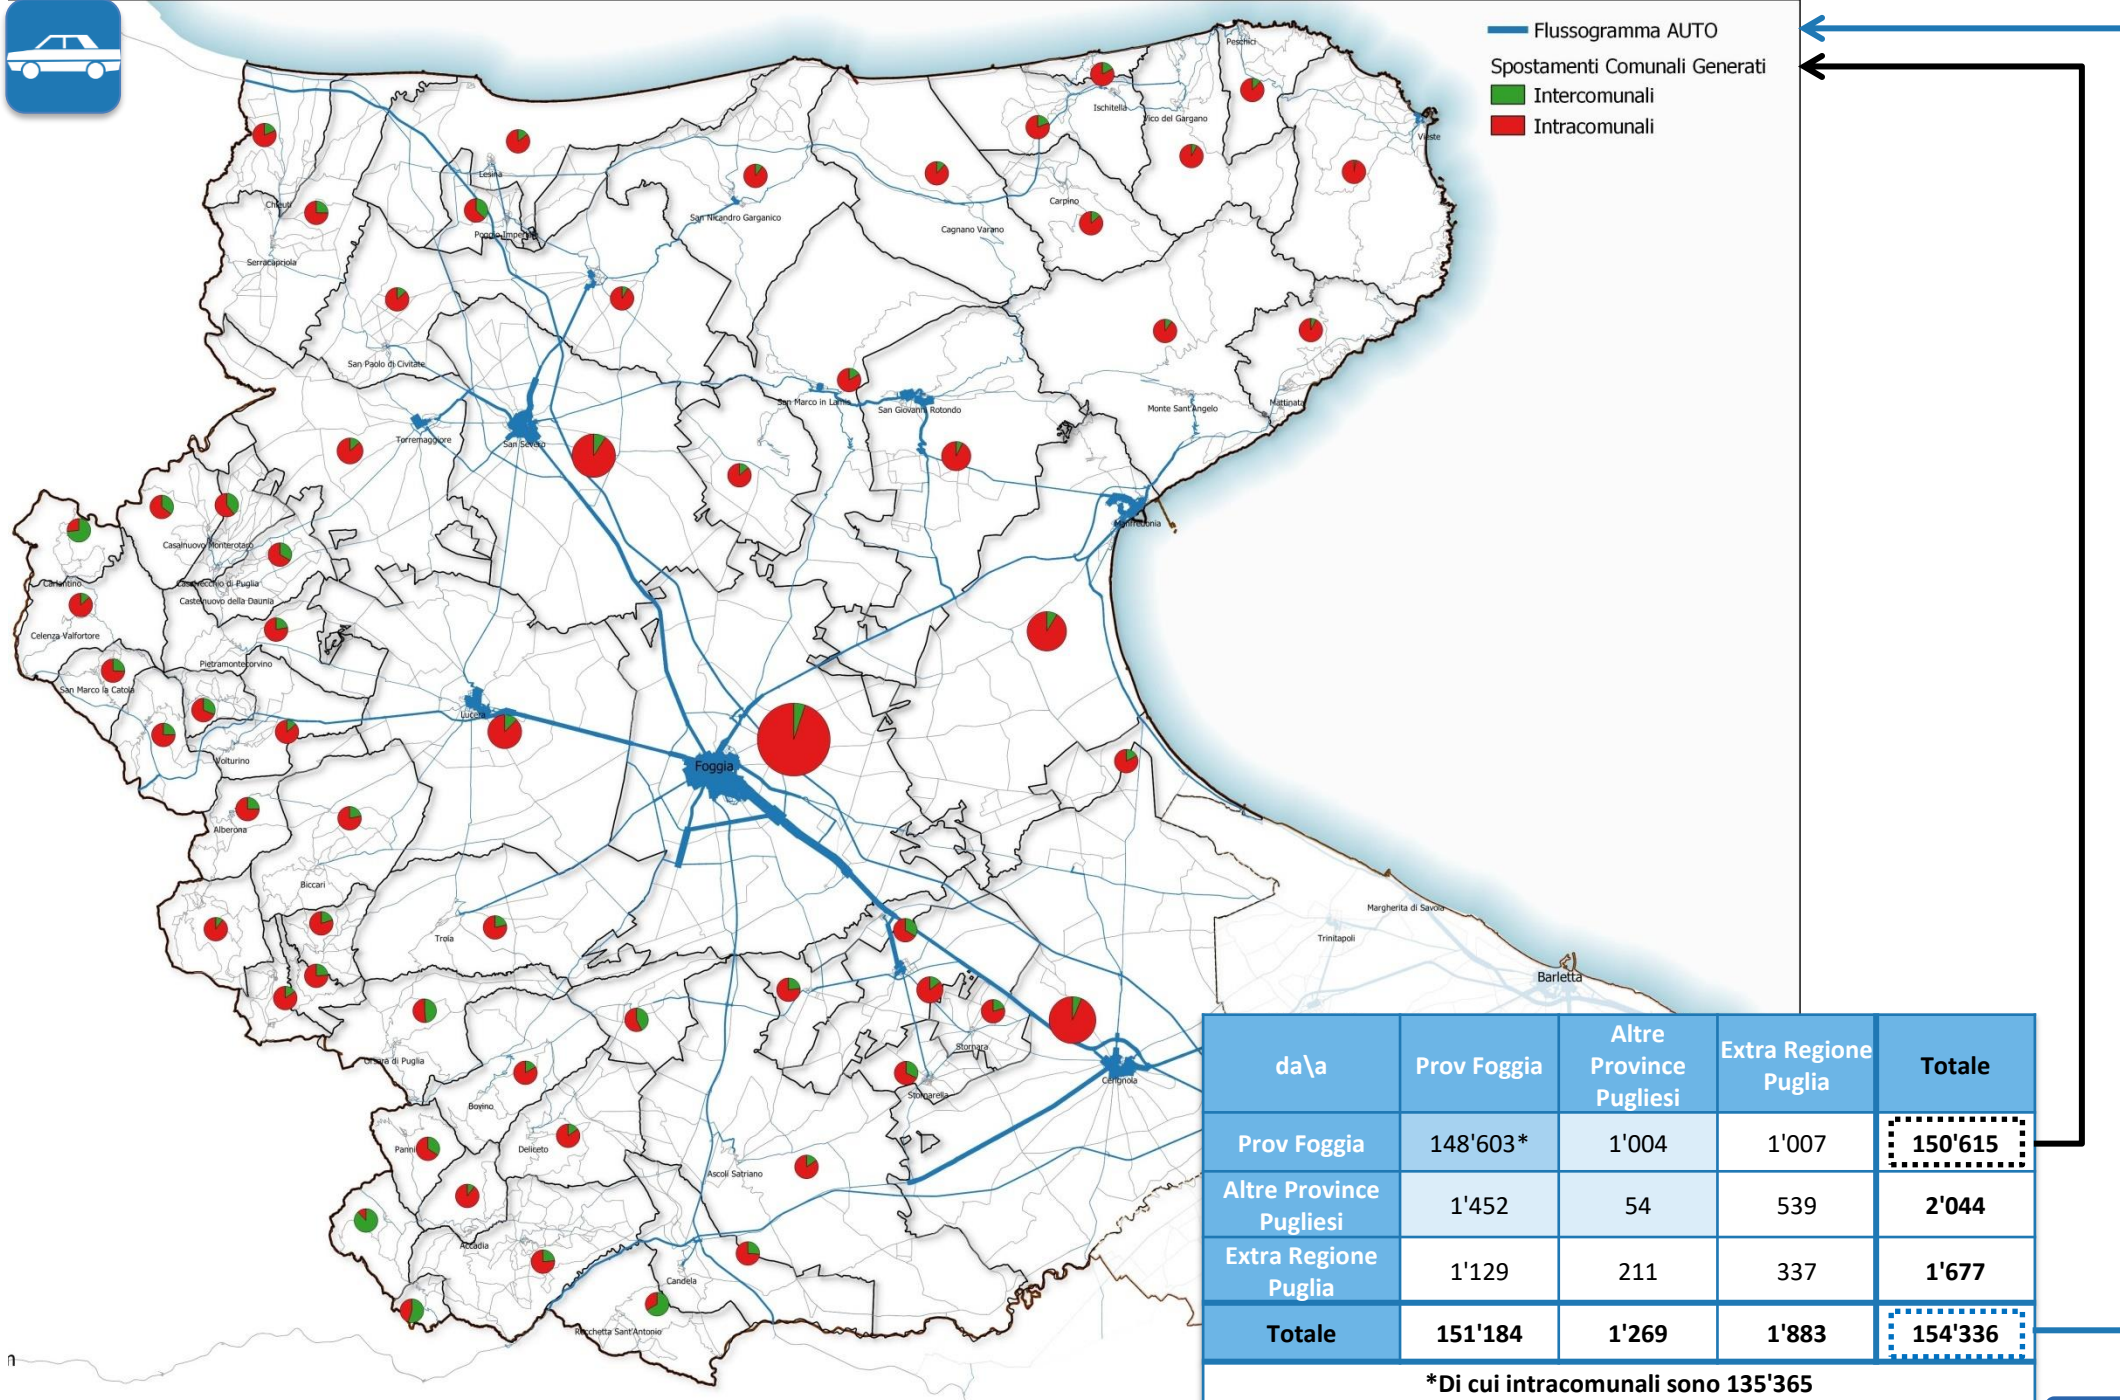 Flussogramma AUTO
Spostamenti Comunali Generati
Intercomunali
Intracomunali
Peschici
Ischitella
Vico del Gargano
Vieste
Lesina
Chieuti
San Nicandro Garganico
Carpino
Poggio Imperiale
Cagnano Varano
Serracapriola
San Paolo di Civitate
San Marco in Lamis
San Giovanni Rotondo
Monte Sant'Angelo
Mattinata
Torremaggiore
San Severo
Manfredonia
Casalnuovo Monterotaro
Carlantino
Casalvecchio di Puglia
Castelnuovo della Daunia
Celenza Valfortore
Pietramontecorvino
San Marco la Catola
Lucera
Volturino
Foggia
Alberona
Biccari
Margherita di Savoia
Troia
Trinitapoli
Barletta
Orsara di Puglia
Stornara
Cerignola
Bovino
Stornarella
Panni
Deliceto
Ascoli Satriano
Accadia
Candela
Rocchetta Sant'Antonio
n
da\a Prov Foggia Altre Province Pugliesi Extra Regione Puglia Totale
Prov Foggia 148'603* 1'004 1'007 150'615
Altre Province Pugliesi 1'452 54 539 2'044
Extra Regione Puglia 1'129 211 337 1'677
Totale 151'184 1'269 1'883 154'336
*Di cui intracomunali sono 135'365